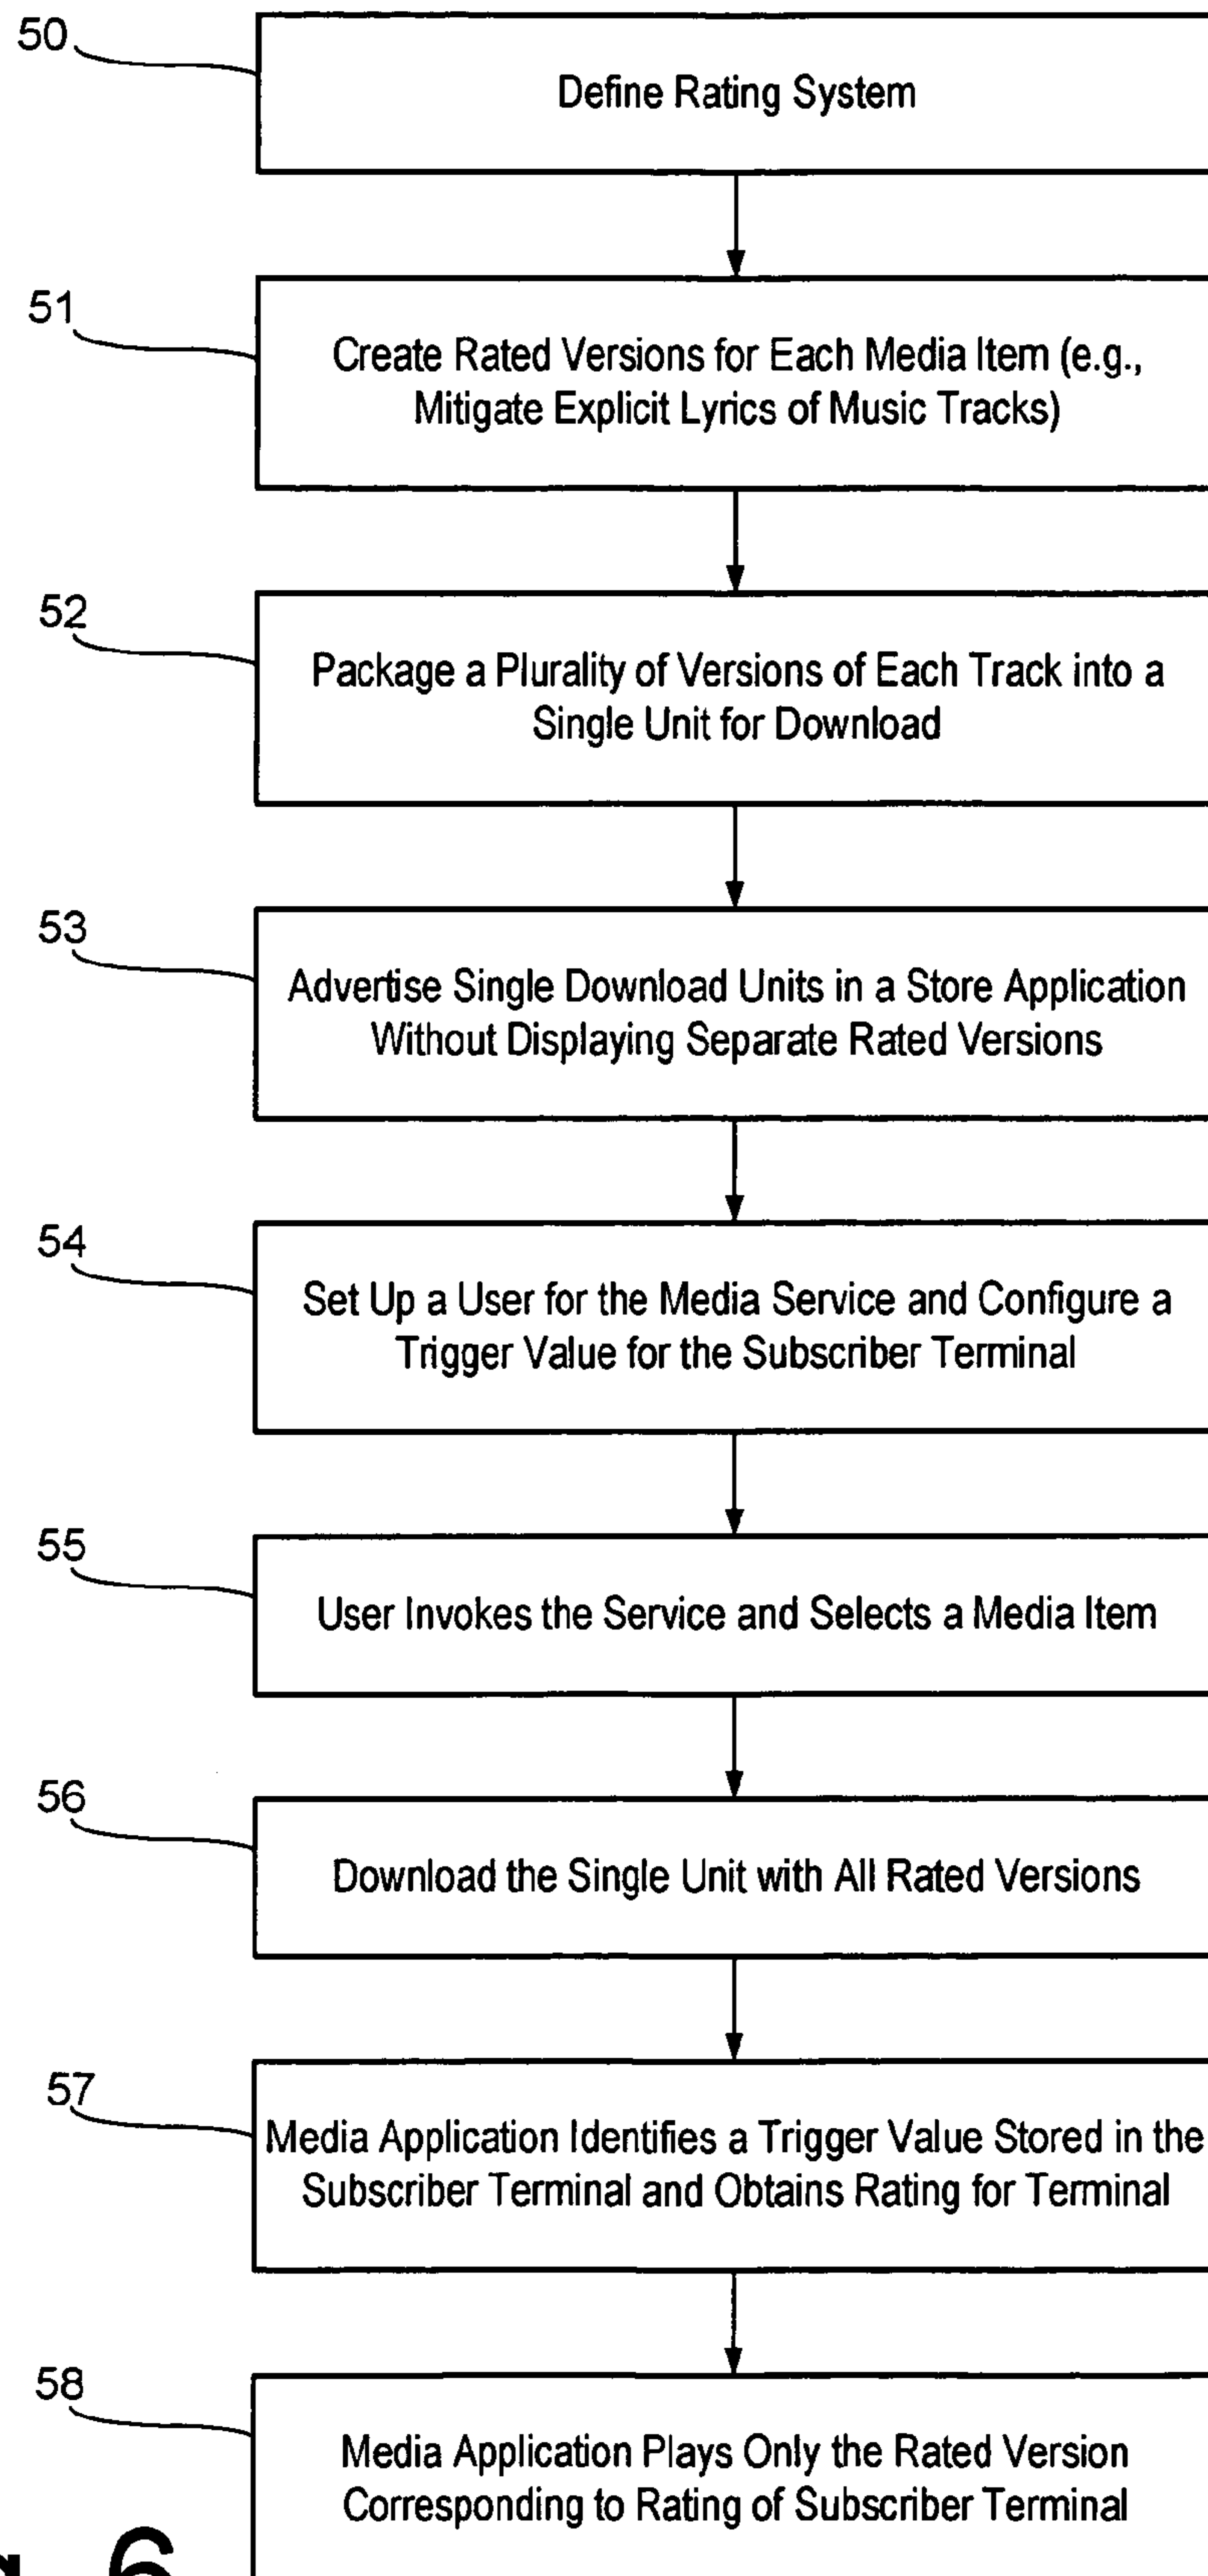 50
Define Rating System
51
Create Rated Versions for Each Media Item (e.g.,
Mitigate Explicit Lyrics of Music Tracks)
52
Package a Plurality of Versions of Each Track into a
Single Unit for Download
53
Advertise Single Download Units in a Store Application
Without Displaying Separate Rated Versions
54
Set Up a User for the Media Service and Configure a
Trigger Value for the Subscriber Terminal
55
User Invokes the Service and Selects a Media Item
56
Download the Single Unit with All Rated Versions
57
Media Application Identifies a Trigger Value Stored in the
Subscriber Terminal and Obtains Rating for Terminal
58
Media Application Plays Only the Rated Version
Corresponding to Rating of Subscriber Terminal
6